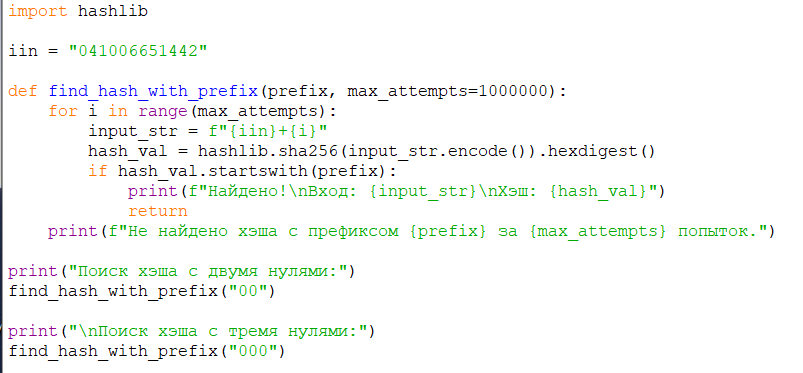 import hashlib
iin = "041006651442"
def find_hash_with_prefix(prefix, max_attempts=1000000):
    for i in range(max_attempts):
        input_str = f"{iin}+{i}"
        hash_val = hashlib.sha256(input_str.encode()).hexdigest()
        if hash_val.startswith(prefix):
            print(f"Найдено!\nВход: {input_str}\nХэш: {hash_val}")
            return
    print(f"Не найдено хэша с префиксом {prefix} за {max_attempts} попыток.")
print("Поиск хэша с двумя нулями:")
find_hash_with_prefix("00")
print("\nПоиск хэша с тремя нулями:")
find_hash_with_prefix("000")